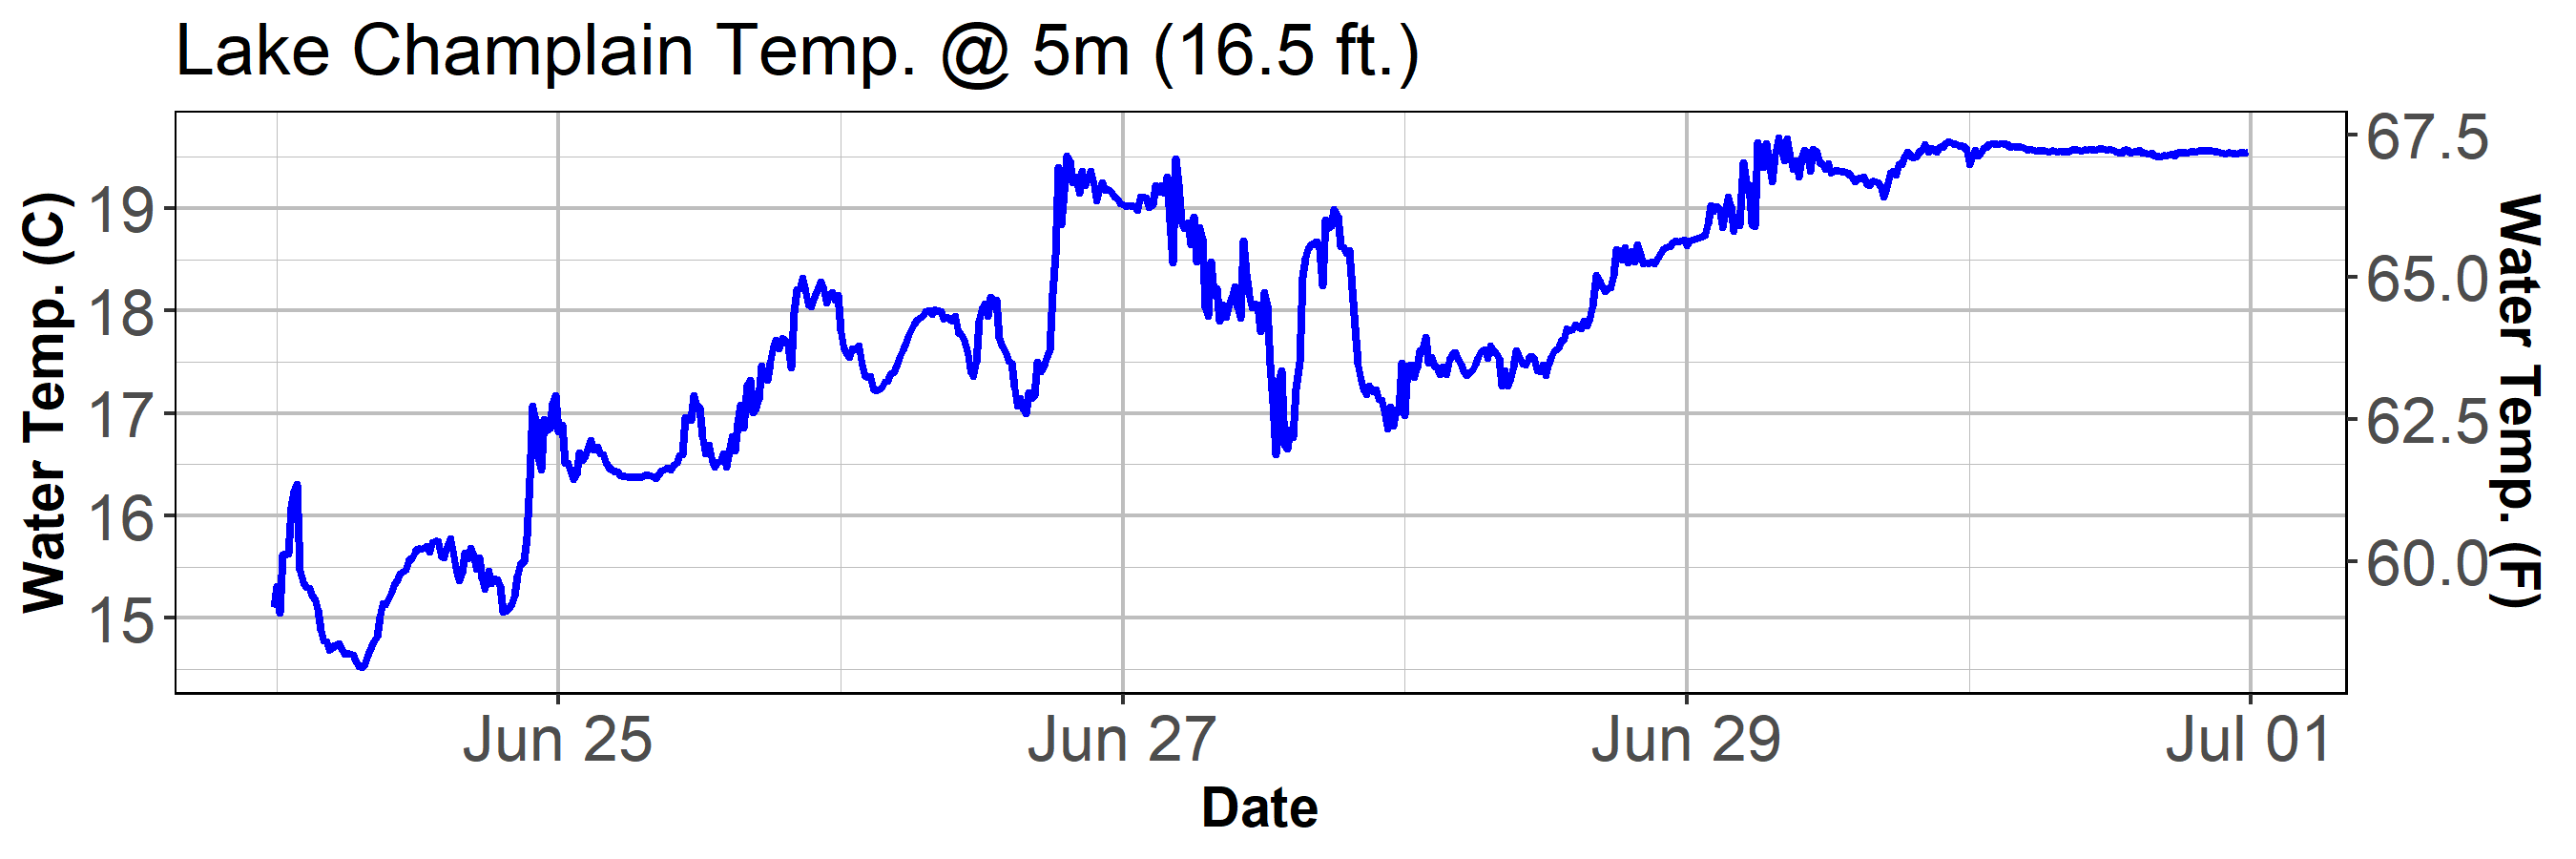 Lake Champlain Temp. @ 5m (16.5 ft.)
Water Temp. (C)
19
18
17
16
15
67.5
65.0
62.5
60.0
Water Temp. (F)
Jun 25
Jun 27
Jun 29
Jul 01
Date